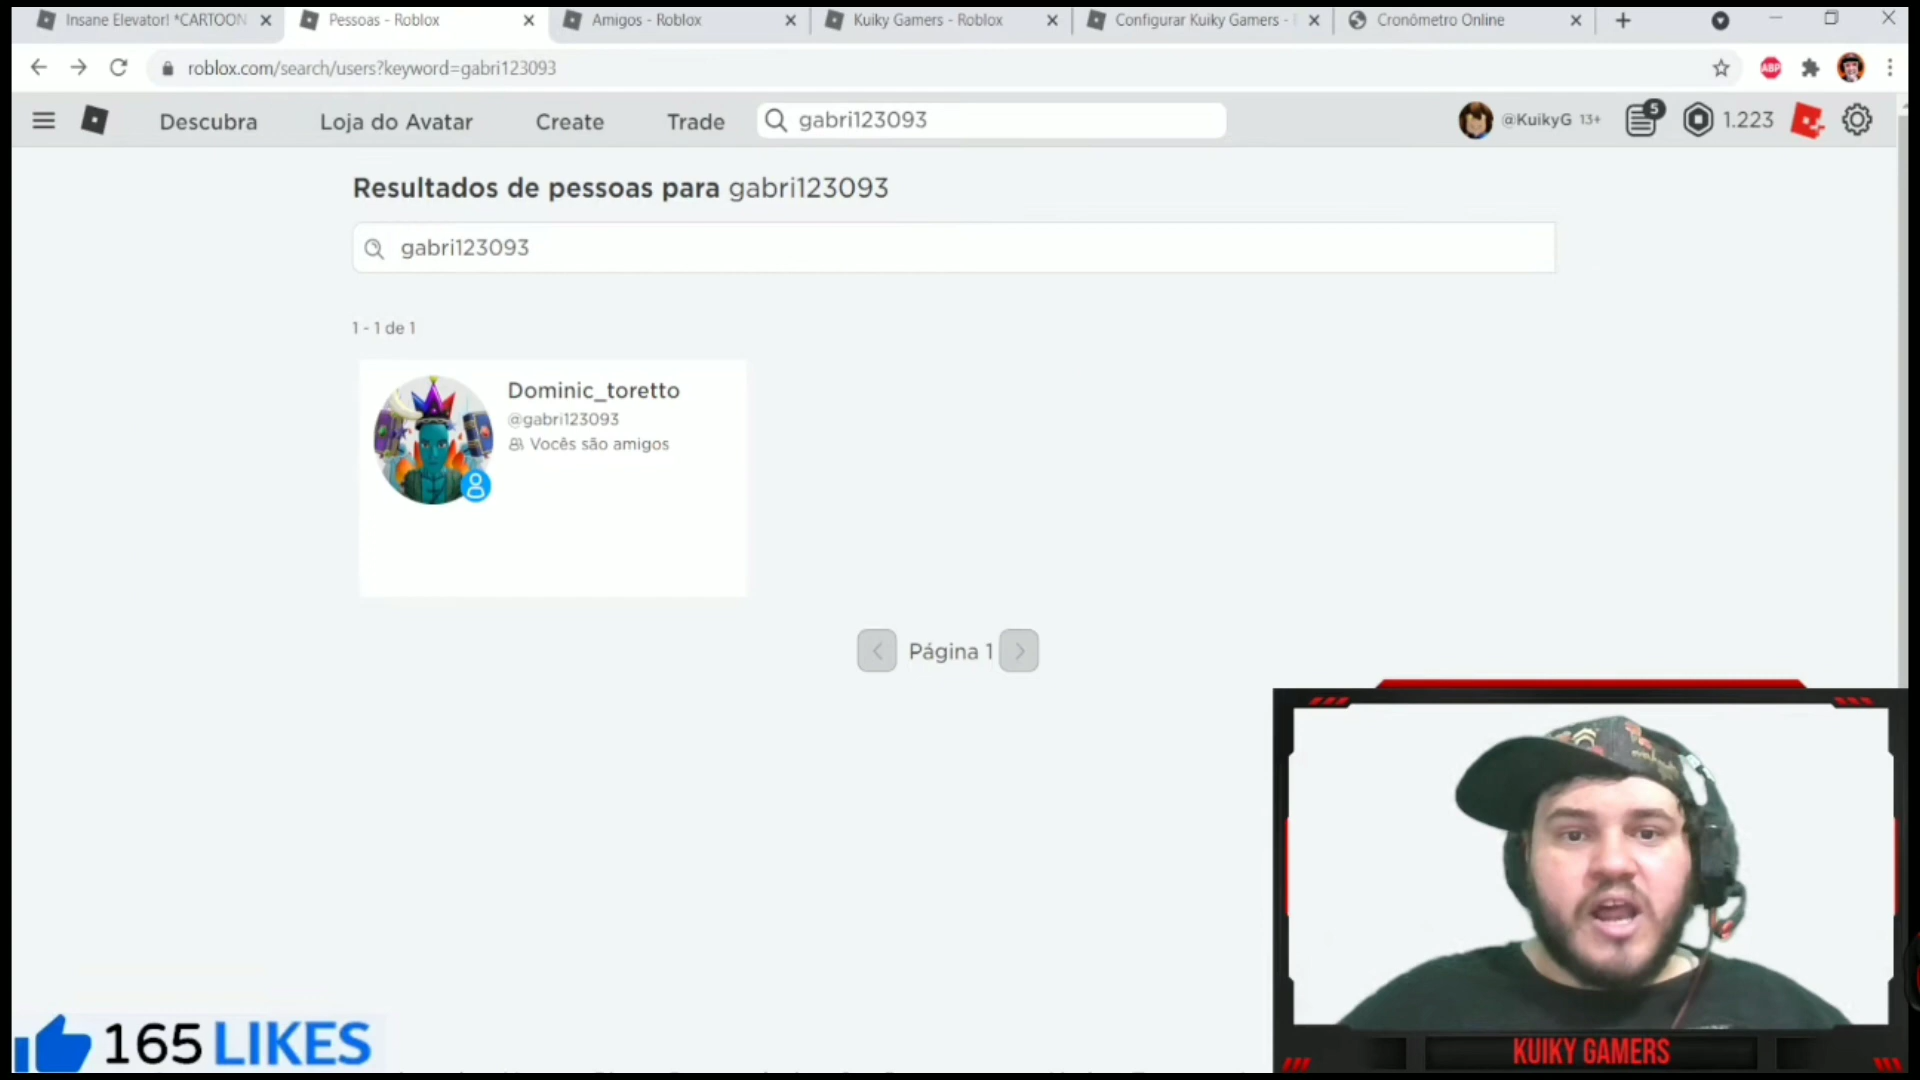 Insane Elevator! *CARTOON
Pessoas - Roblox
Amigos - Roblox
Kuiky Gamers - Roblox
Configurar Kuiky Gamers -
Cronômetro Online
roblox.com/search/users?keyword=gabri123093
ABP
Descubra
Loja do Avatar
Create
Trade
gabri123093
@KuikyG 13+
5
1.223
Resultados de pessoas para gabri123093
gabri123093
1 - 1 de 1
Dominic_toretto
@gabri123093
Vocês são amigos
Página 1
165 LIKES
KUIKY GAMERS